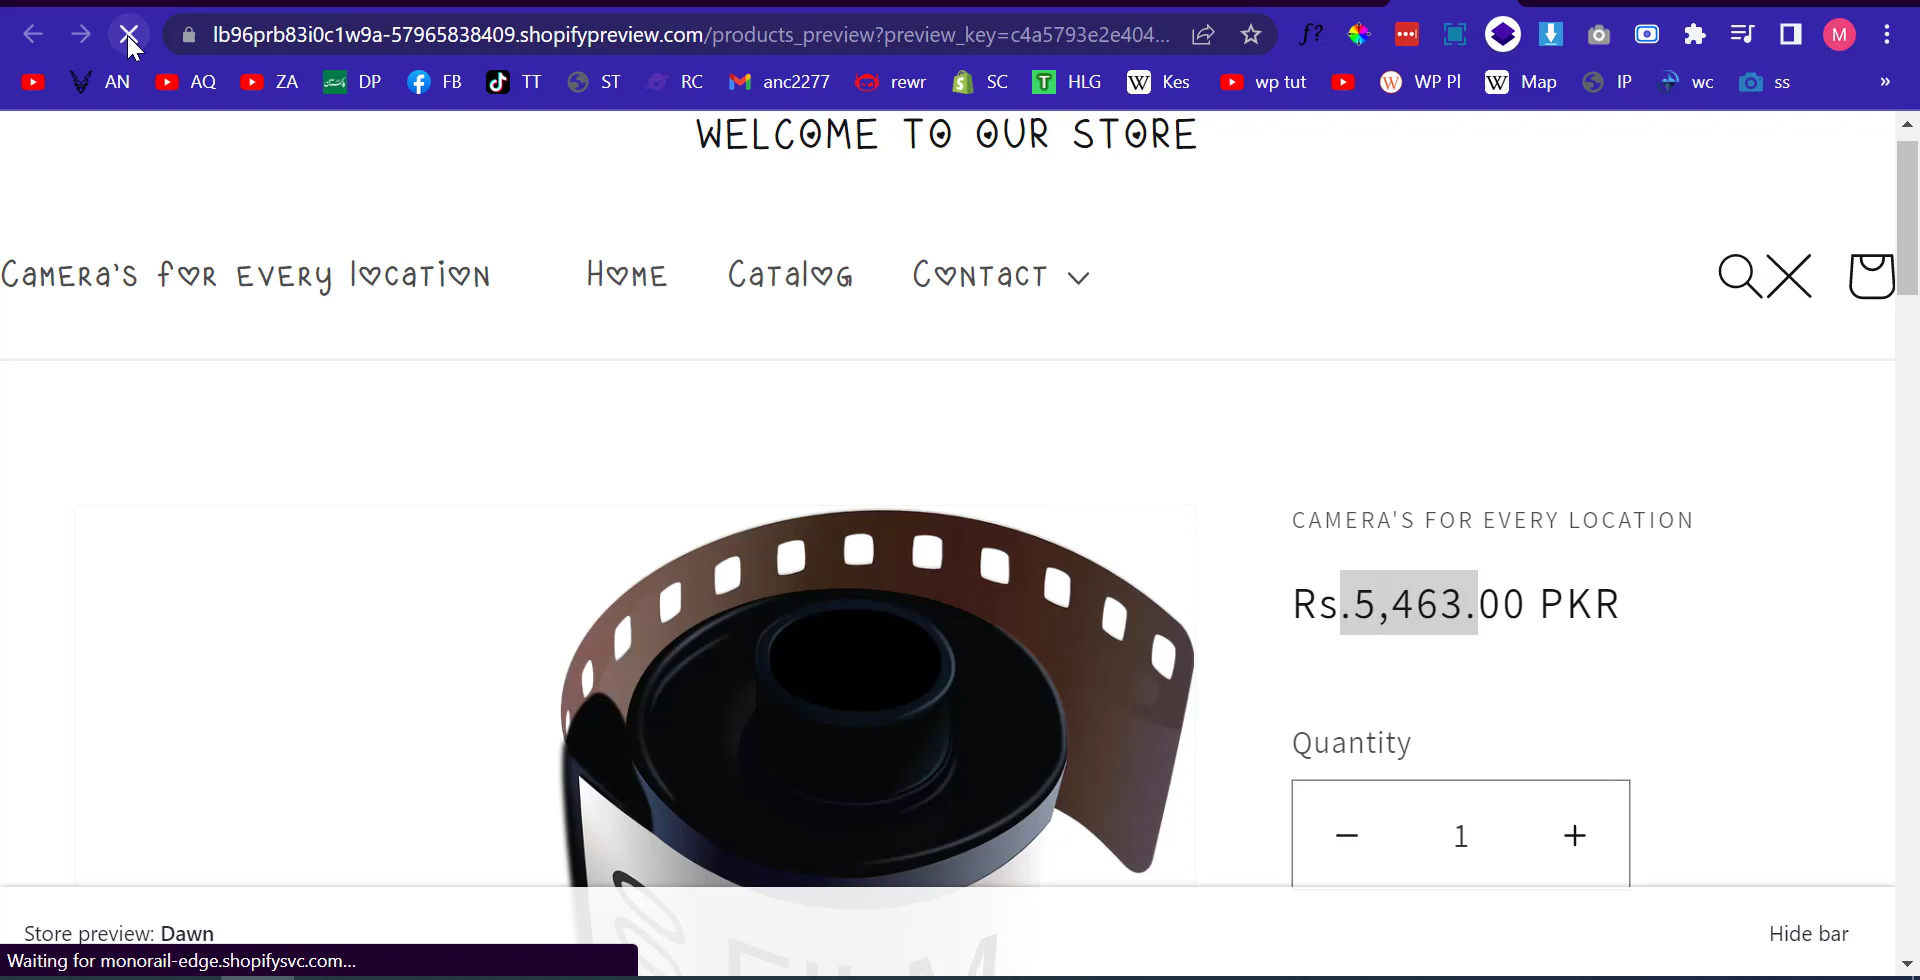 lb96prb83i0c1w9a-57965838409.shopifypreview.com/products_preview?preview_key=c4a5793e2e404... f? M
AN AQ ZA DP FB TT ST RC anc2277 rewr SC HLG Kes wp tut WP Pl Map IP wc ss »
WELCOME TO OUR STORE
Camera's for every location Home Catalog Contact
CAMERA'S FOR EVERY LOCATION
Rs.5,463.00 PKR
Quantity
− 1 +
FILM
Store preview: Dawn Hide bar
Waiting for monorail-edge.shopifysvc.com...